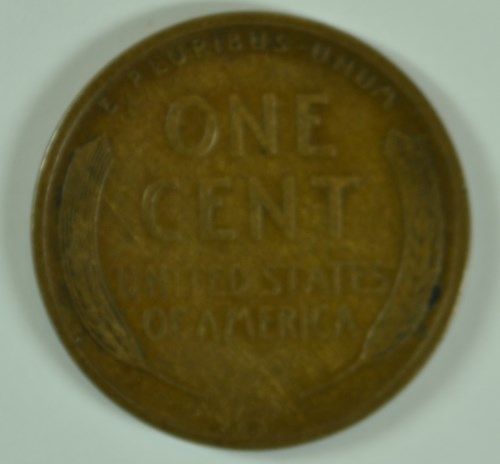 E·PLURIBUS·UNUM
ONE
CENT
UNITED STATES
OF AMERICA